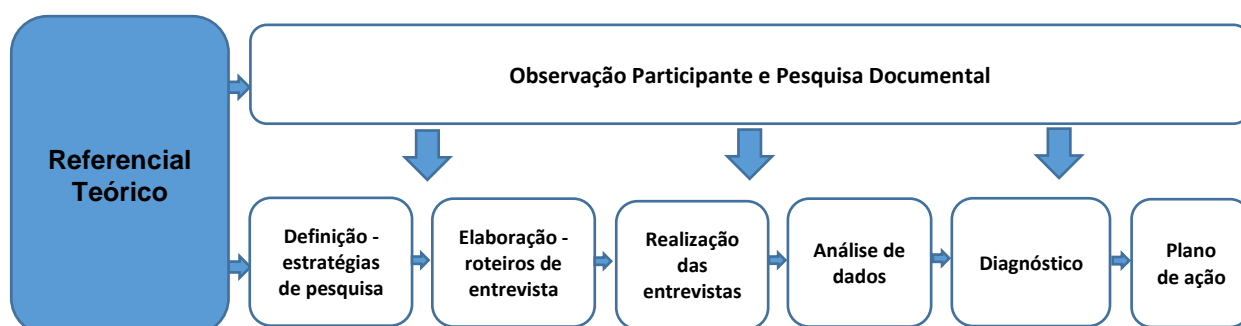 Referencial
Teórico
Observação Participante e Pesquisa Documental
Definição -
estratégias
de pesquisa
Elaboração -
roteiros de
entrevista
Realização
das
entrevistas
Análise de
dados
Diagnóstico
Plano
de ação